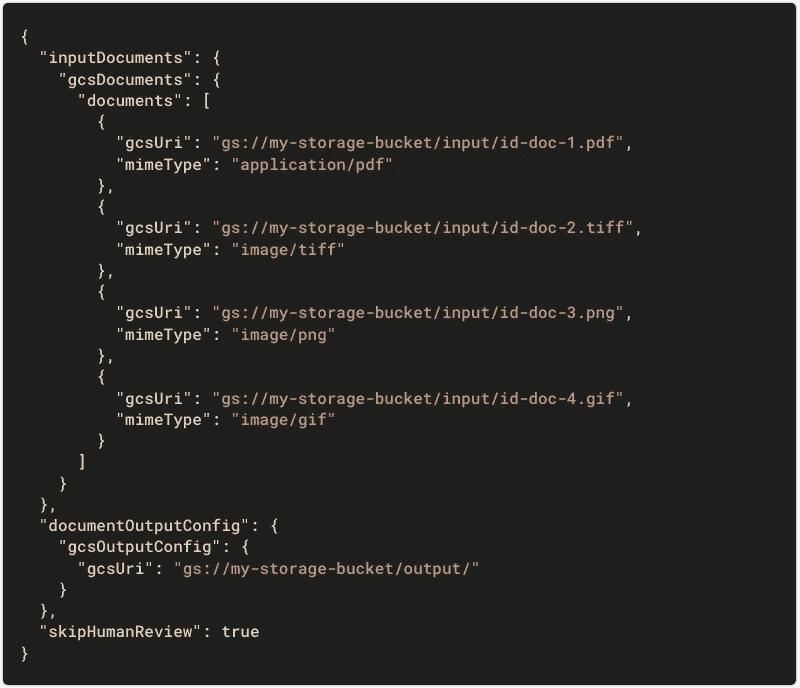 {
  "inputDocuments": {
    "gcsDocuments": {
      "documents": [
        {
          "gcsUri": "gs://my-storage-bucket/input/id-doc-1.pdf",
          "mimeType": "application/pdf"
        },
        {
          "gcsUri": "gs://my-storage-bucket/input/id-doc-2.tiff",
          "mimeType": "image/tiff"
        },
        {
          "gcsUri": "gs://my-storage-bucket/input/id-doc-3.png",
          "mimeType": "image/png"
        },
        {
          "gcsUri": "gs://my-storage-bucket/input/id-doc-4.gif",
          "mimeType": "image/gif"
        }
      ]
    }
  },
  "documentOutputConfig": {
    "gcsOutputConfig": {
      "gcsUri": "gs://my-storage-bucket/output/"
    }
  },
  "skipHumanReview": true
}